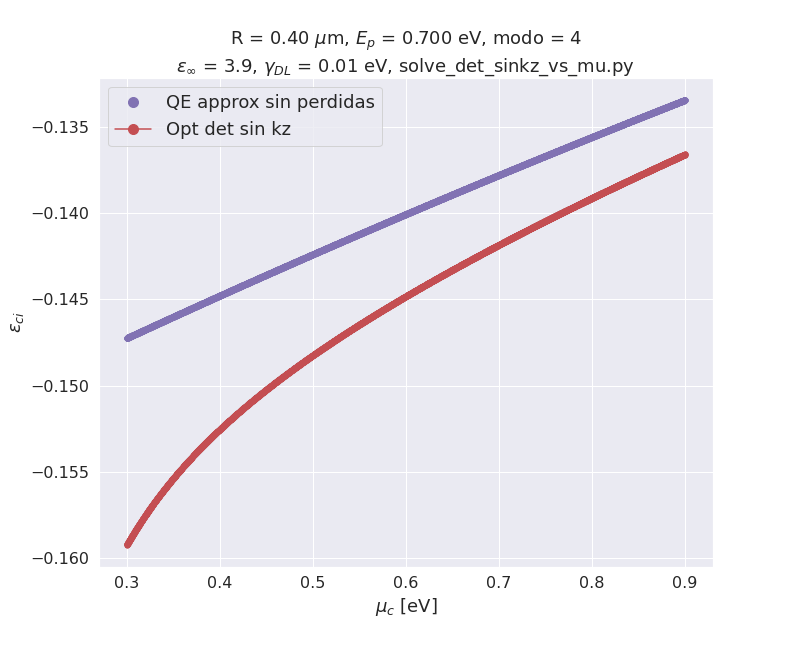 R = 0.40 μm, E_p = 0.700 eV, modo = 4
ε_∞ = 3.9, γ_DL = 0.01 eV, solve_det_sinkz_vs_mu.py
QE approx sin perdidas
Opt det sin kz
−0.135
−0.140
−0.145
−0.150
−0.155
−0.160
ε_ci
0.3 0.4 0.5 0.6 0.7 0.8 0.9
μ_c [eV]